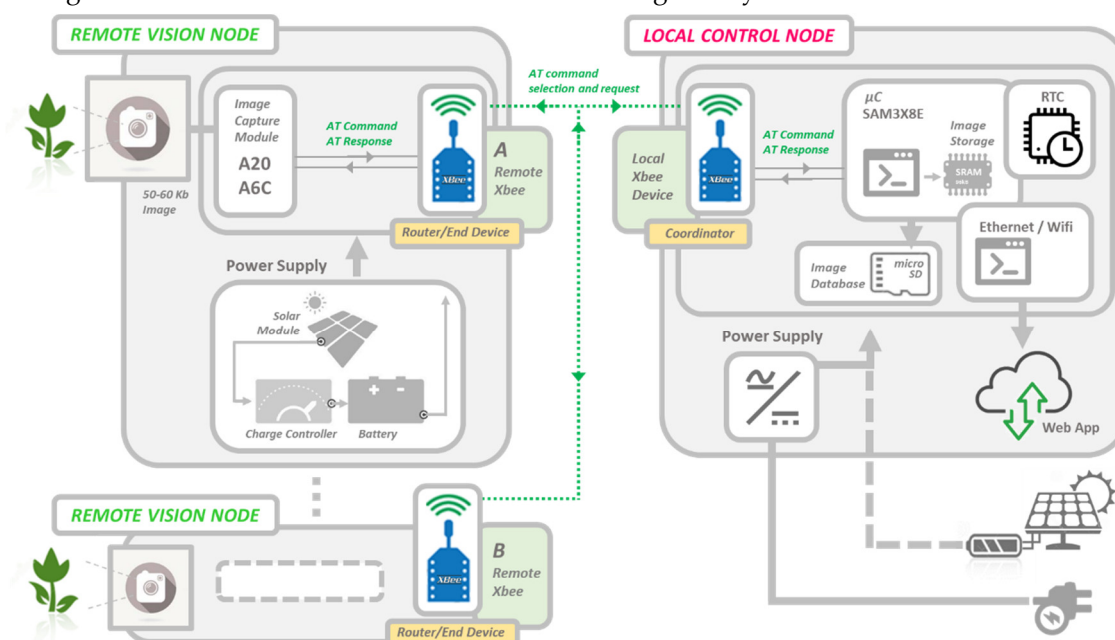 REMOTE VISION NODE
Image
Capture
Module
A20
A6C
50-60 Kb
Image
AT Command
AT Response
XBee
A
Remote
Xbee
Router/End Device
AT command
selection and request
Power Supply
Solar
Module
Charge Controller
Battery
REMOTE VISION NODE
XBee
B
Remote
Xbee
Router/End Device
LOCAL CONTROL NODE
Local
Xbee
Device
XBee
Coordinator
AT Command
AT Response
µC
SAM3X8E
Image
Storage
SRAM
RTC
Ethernet / Wifi
Image
Database
micro
SD
Power Supply
Web App